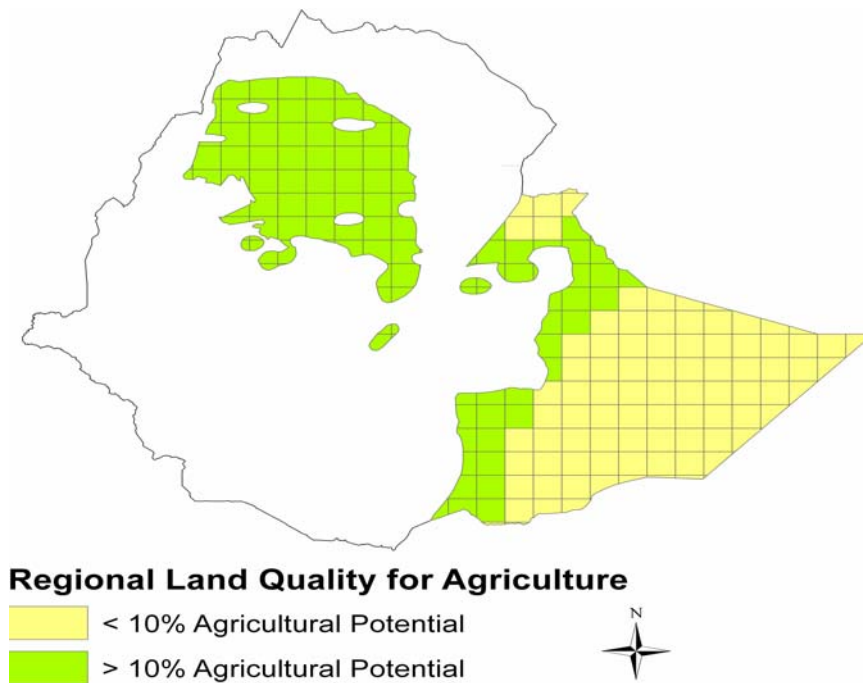 Regional Land Quality for Agriculture
< 10% Agricultural Potential
N
> 10% Agricultural Potential